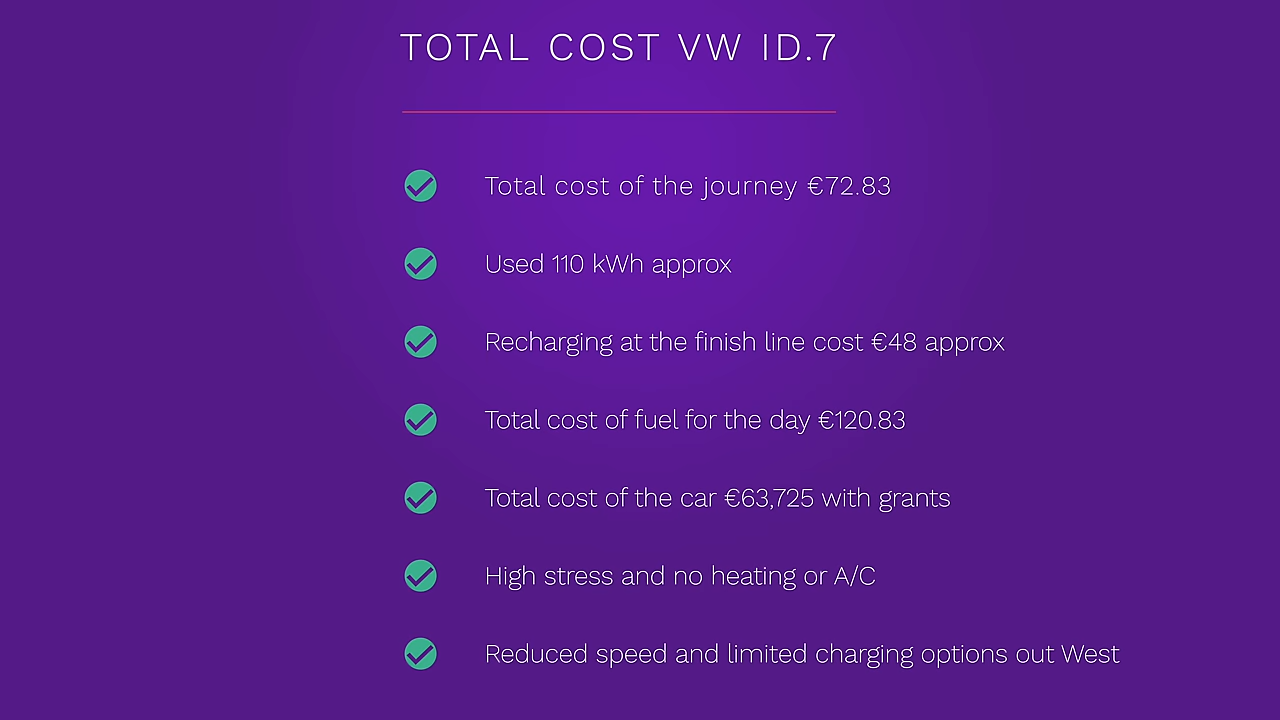 TOTAL COST VW ID.7
Total cost of the journey €72.83
Used 110 kWh approx
Recharging at the finish line cost €48 approx
Total cost of fuel for the day €120.83
Total cost of the car €63,725 with grants
High stress and no heating or A/C
Reduced speed and limited charging options out West